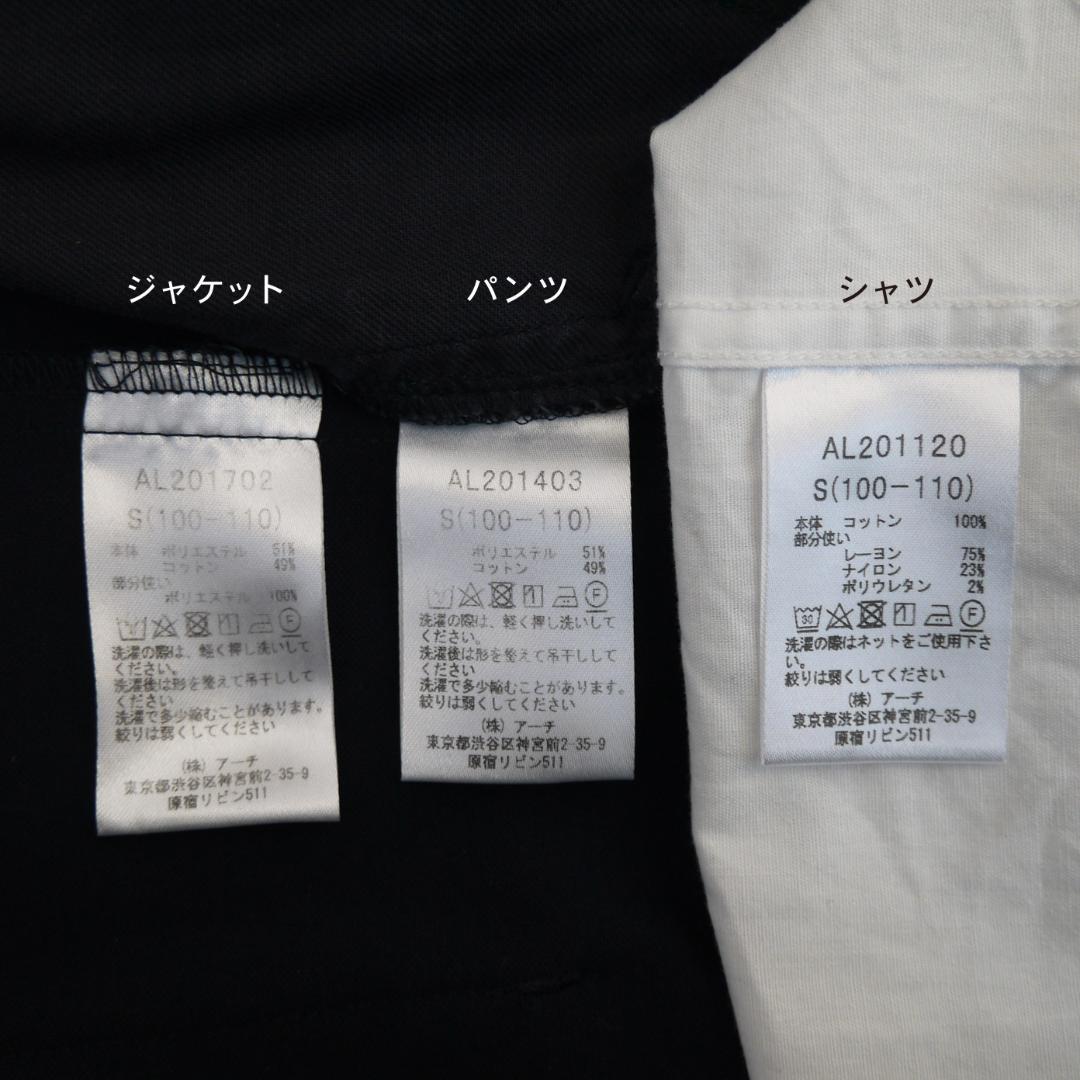 ジャケット
パンツ
シャツ
AL201702
S(100-110)
本体 ポリエステル 51%
コットン 49%
部分使い
ポリエステル 100%
洗濯の際は、軽く押し洗いして
ください。
洗濯後は形を整えて吊干しして
ください
洗濯で多少縮むことがあります。
絞りは弱くしてください
(株) アーチ
東京都渋谷区神宮前2-35-9
原宿リビン511
AL201403
S(100-110)
ポリエステル 51%
コットン 49%
F
洗濯の際は、軽く押し洗いして
ください。
洗濯後は形を整えて吊干しして
ください
洗濯で多少縮むことがあります。
絞りは弱くしてください
(株) アーチ
東京都渋谷区神宮前2-35-9
原宿リビン511
AL201120
S(100-110)
本体 コットン 100%
部分使い
レーヨン 75%
ナイロン 23%
ポリウレタン 2%
30 F
洗濯の際はネットをご使用下さ
い。
絞りは弱くしてください
(株) アーチ
東京都渋谷区神宮前2-35-9
原宿リビン511